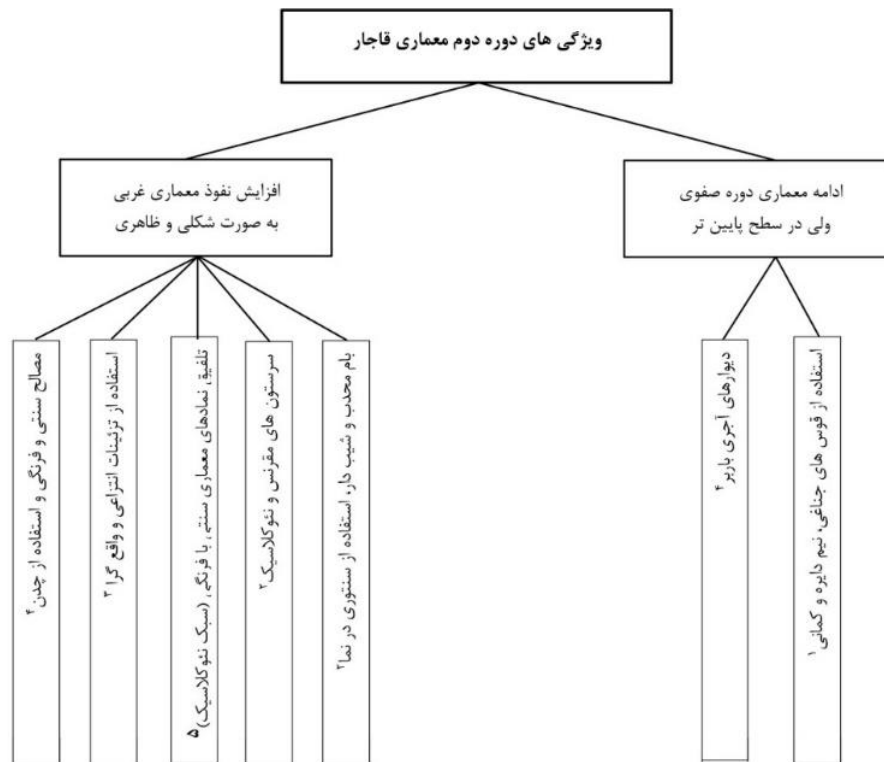 ویژگی های دوره دوم معماری قاجار
ادامه معماری دوره صفوی
ولی در سطح پایین تر
افزایش نفوذ معماری غربی
به صورت شکلی و ظاهری
استفاده از قوس های جناغی، نیم دایره و کمانی۱
دیوارهای آجری باربر۴
بام محدب و شیب دار، استفاده از سنتوری در نما۲
سرستون های مقرنس و نئوکلاسیک۲
تلفیق نمادهای معماری سنتی با فرنگی (سبک نئوکلاسیک)۵
استفاده از تزئینات انتزاعی و واقع گرا۳
مصالح سنتی و فرنگی و استفاده از چدن۴